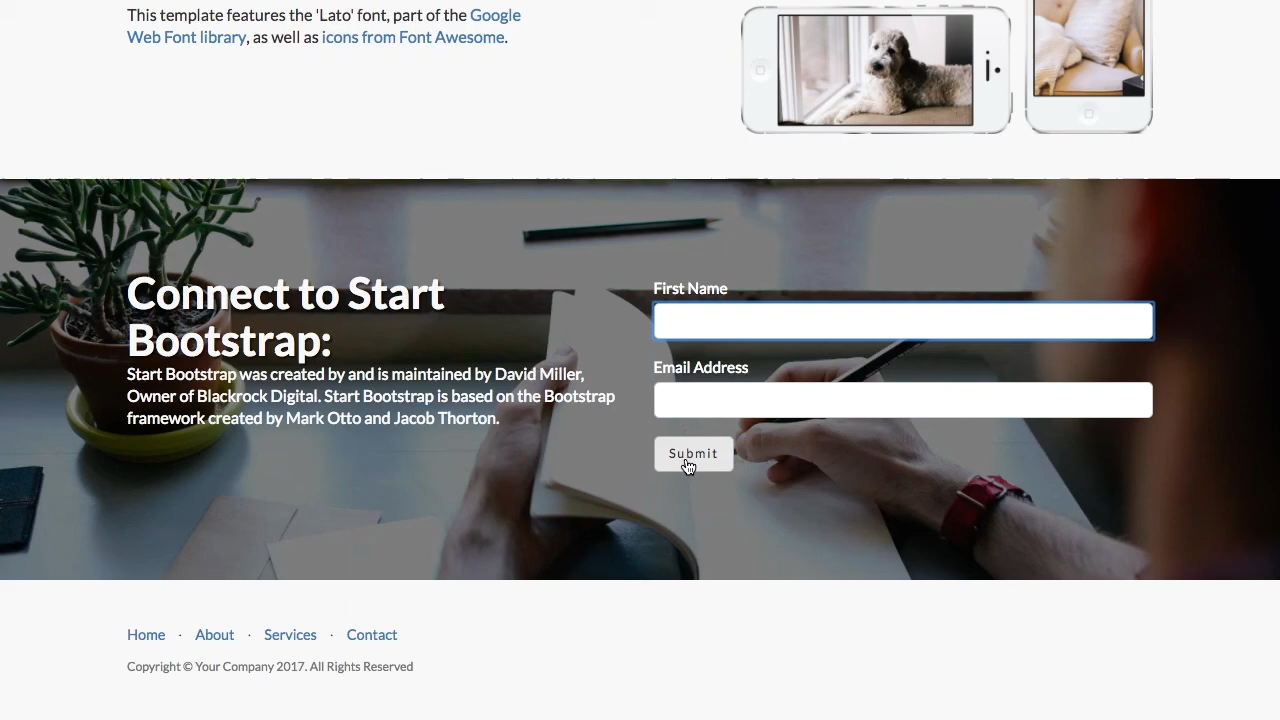 This template features the 'Lato' font, part of the Google
Web Font library, as well as icons from Font Awesome.
Connect to Start
Bootstrap:
Start Bootstrap was created by and is maintained by David Miller,
Owner of Blackrock Digital. Start Bootstrap is based on the Bootstrap
framework created by Mark Otto and Jacob Thorton.
First Name
Email Address
Submit
Home · About · Services · Contact
Copyright © Your Company 2017. All Rights Reserved